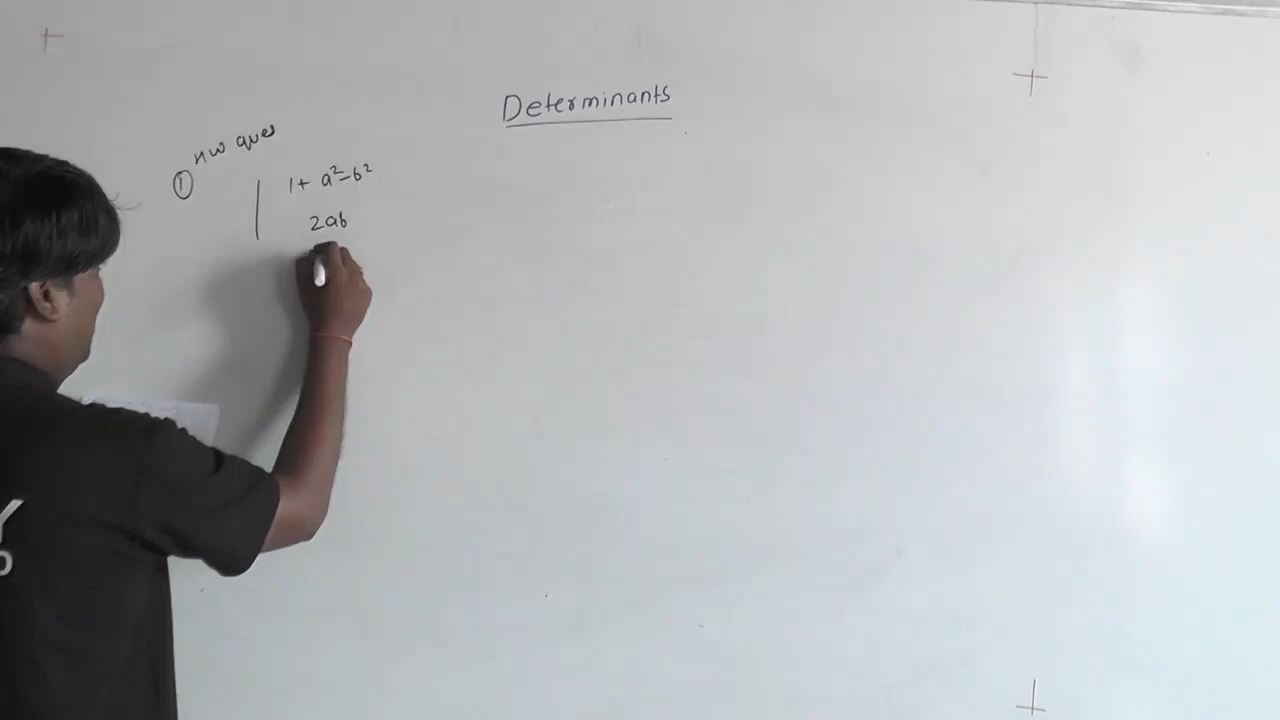 Determinants
HW ques
①
1 + a² - b²
2ab